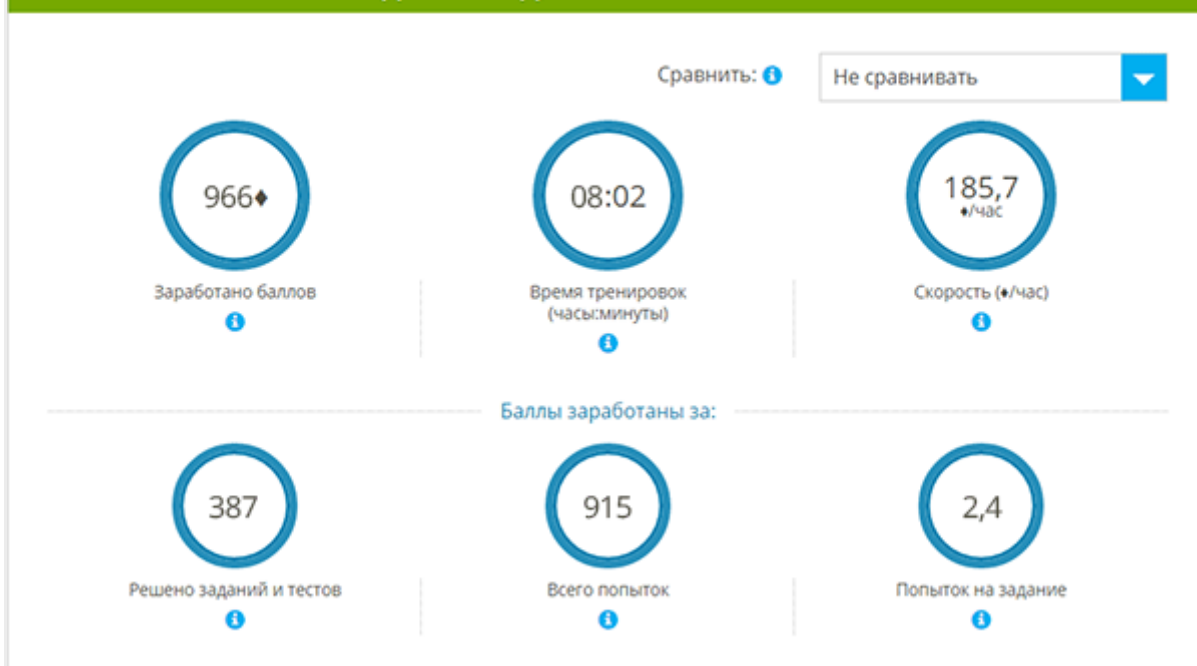 Сравнить: Не сравнивать
966♦
08:02
185,7
♦/час
Заработано баллов
Время тренировок
(часы:минуты)
Скорость (♦/час)
Баллы заработаны за:
387
915
2,4
Решено заданий и тестов
Всего попыток
Попыток на задание